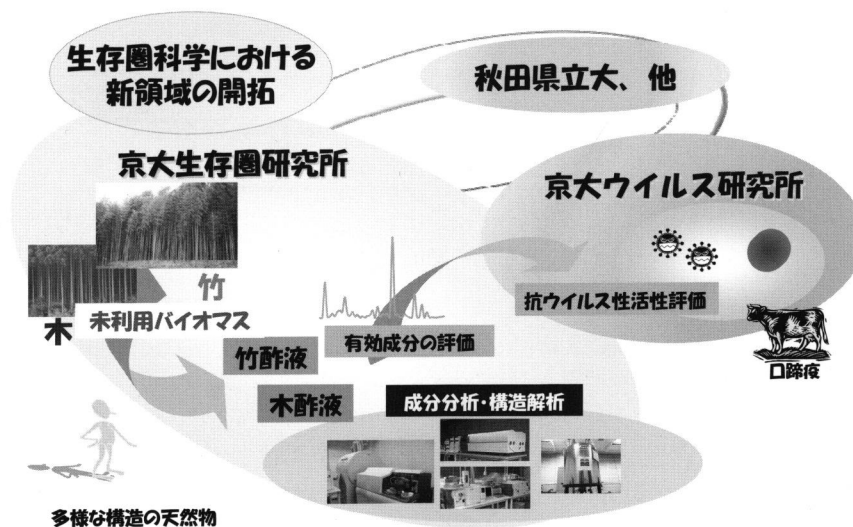 生存圏科学における
新領域の開拓
秋田県立大、他
京大生存圏研究所
京大ウイルス研究所
竹
木
未利用バイオマス
抗ウイルス性活性評価
有効成分の評価
竹酢液
口蹄疫
木酢液
成分分析・構造解析
多様な構造の天然物